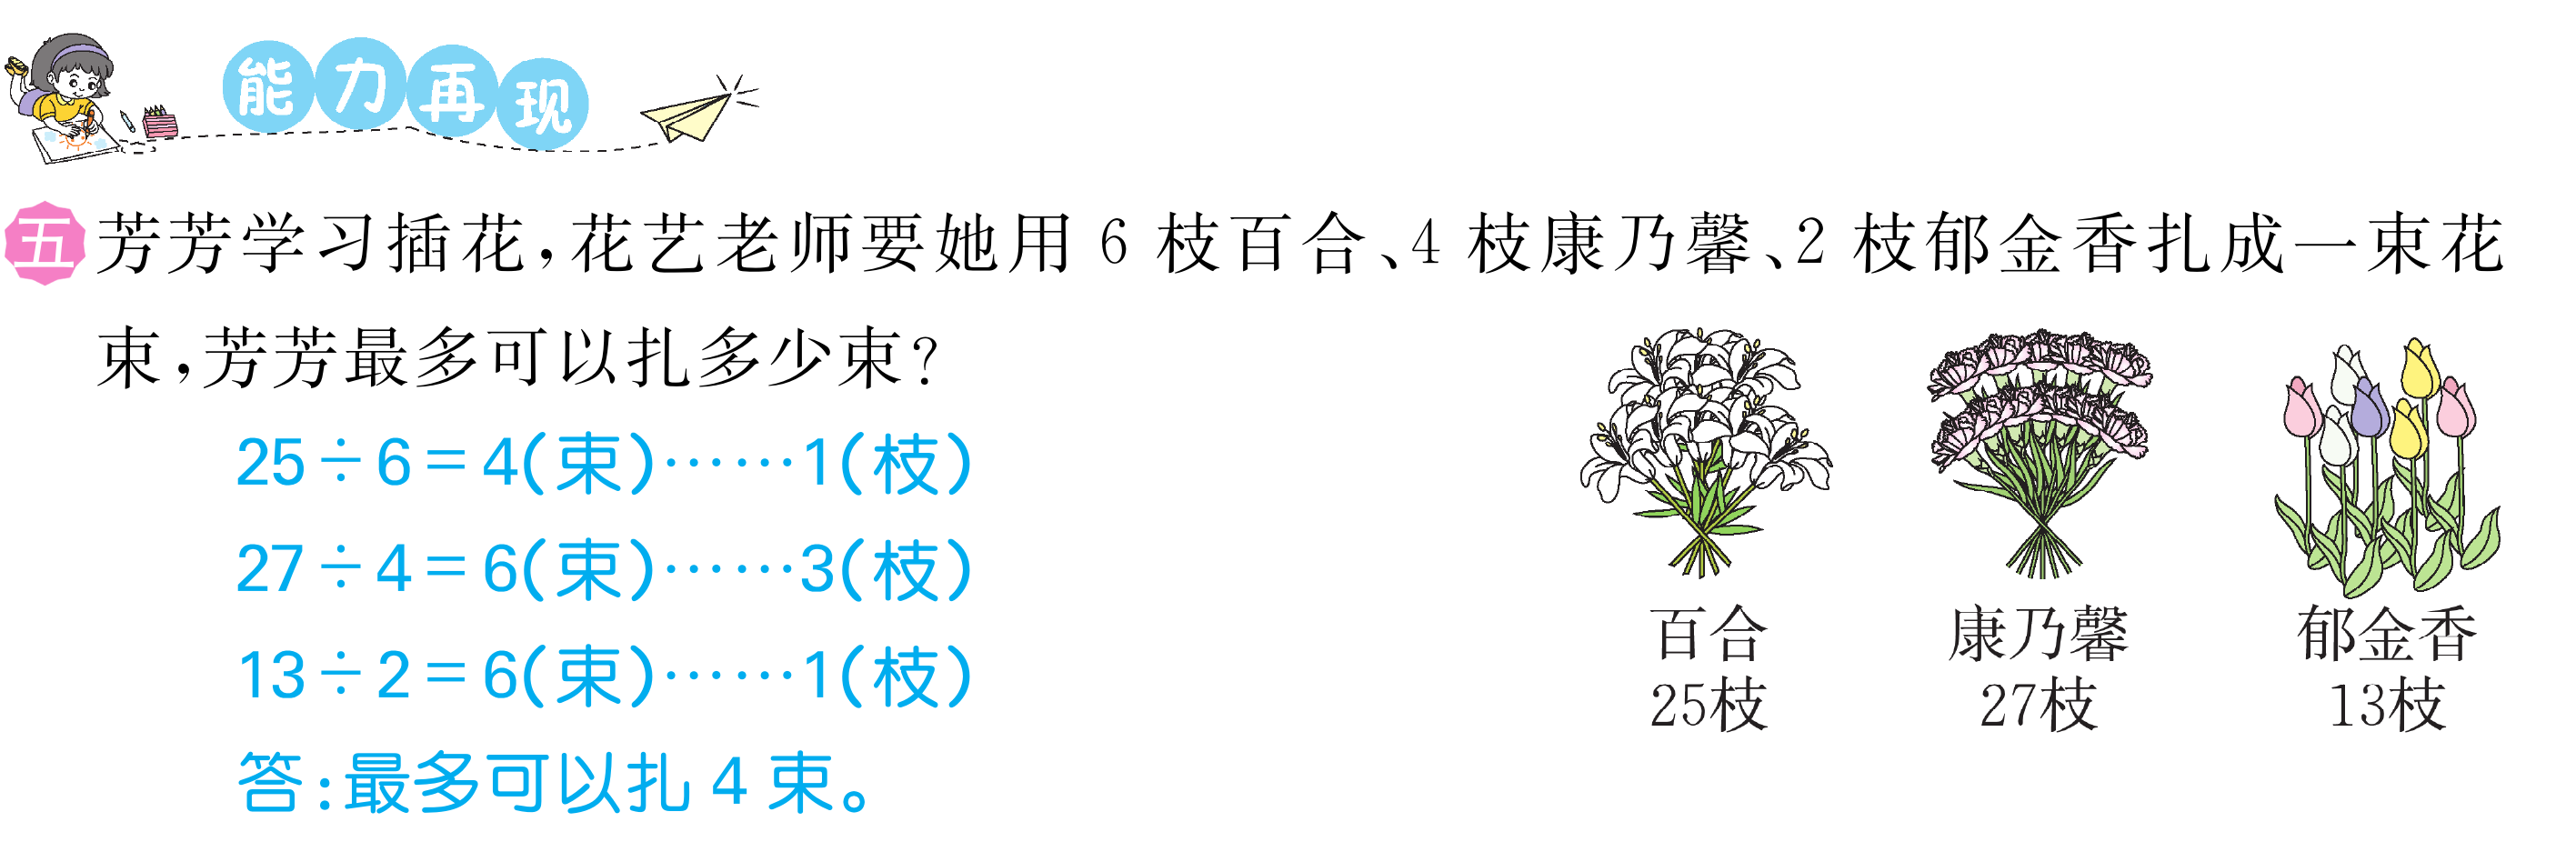 能力再现
五 芳芳学习插花,花艺老师要她用 6 枝百合、4 枝康乃馨、2 枝郁金香扎成一束花
束,芳芳最多可以扎多少束?
25÷6=4(束)……1(枝)
27÷4=6(束)……3(枝)
13÷2=6(束)……1(枝)
答:最多可以扎 4 束。
百合 康乃馨 郁金香
25枝 27枝 13枝